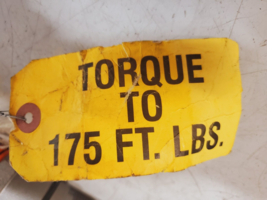 TORQUE
TO
175 FT. LBS.